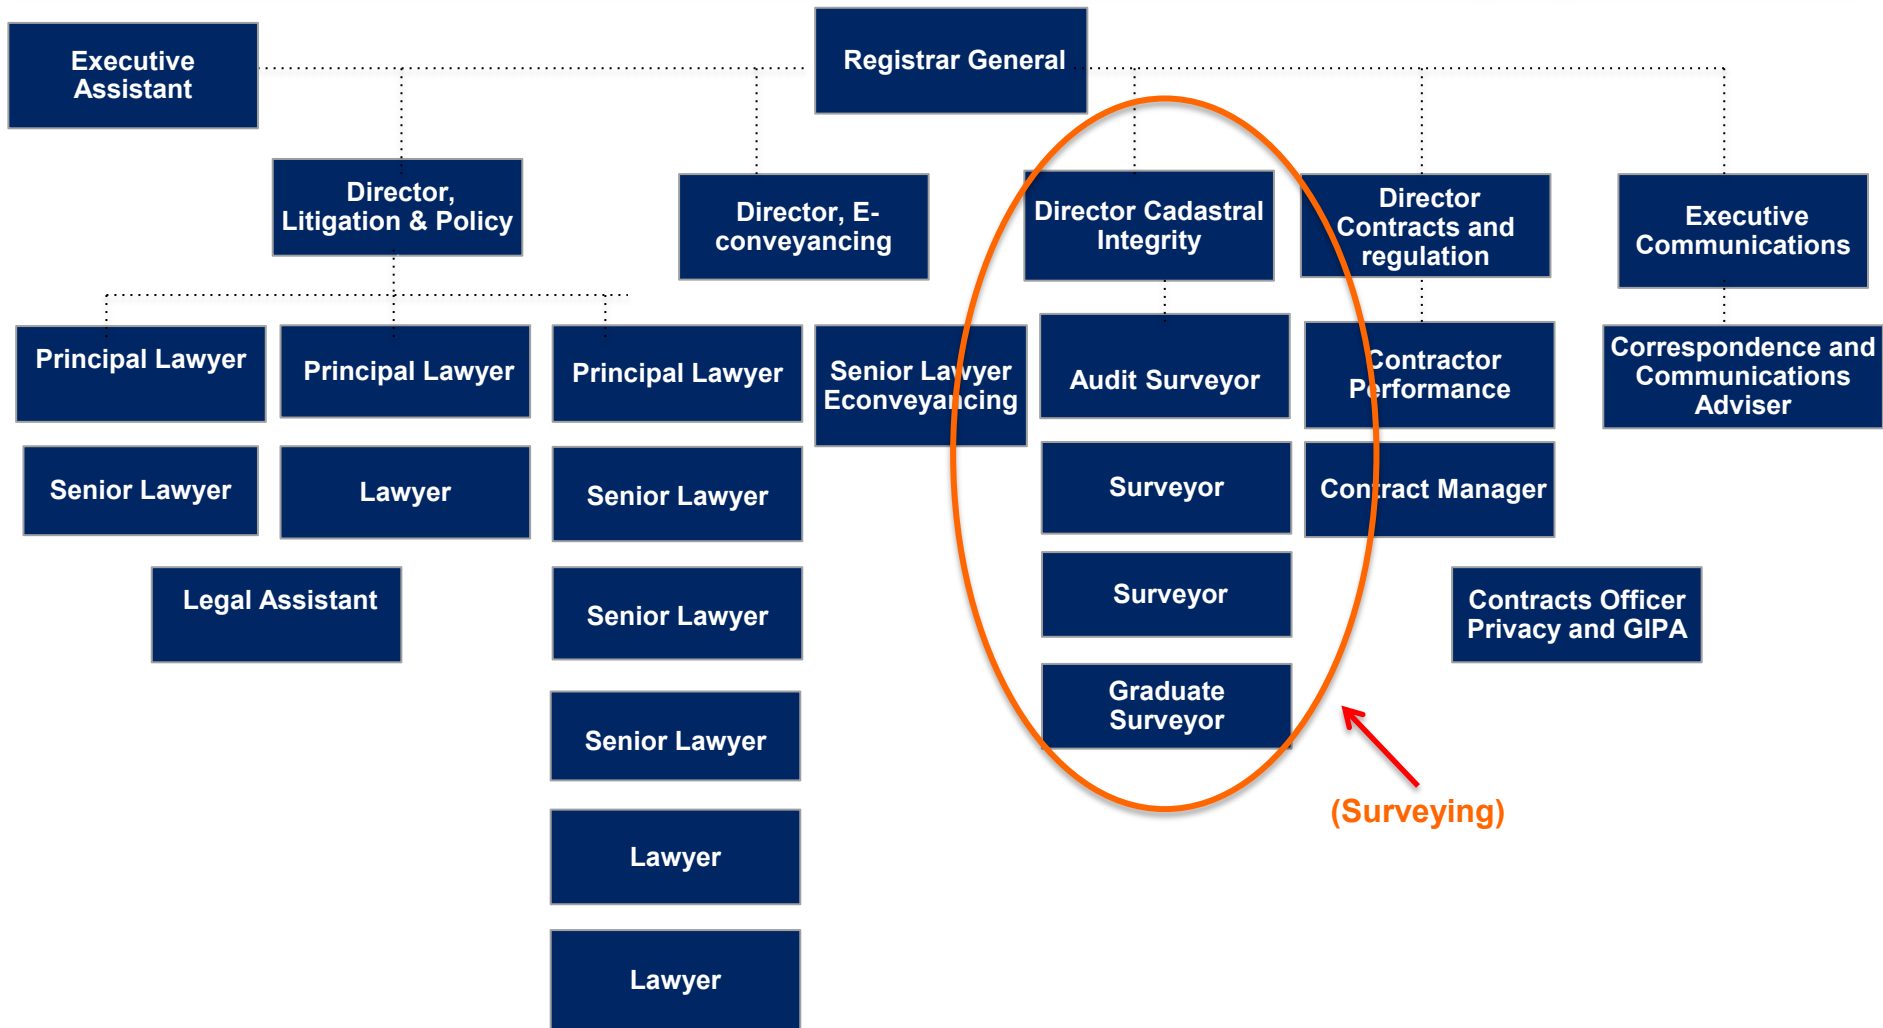 Executive
Assistant
Registrar General
Director,
Litigation & Policy
Director, E-
conveyancing
Director Cadastral
Integrity
Director
Contracts and
regulation
Executive
Communications
Principal Lawyer
Principal Lawyer
Principal Lawyer
Senior Lawyer
Econveyancing
Audit Surveyor
Contractor
Performance
Correspondence and
Communications
Adviser
Senior Lawyer
Lawyer
Senior Lawyer
Surveyor
Contract Manager
Legal Assistant
Senior Lawyer
Surveyor
Contracts Officer
Privacy and GIPA
Senior Lawyer
Graduate
Surveyor
(Surveying)
Lawyer
Lawyer